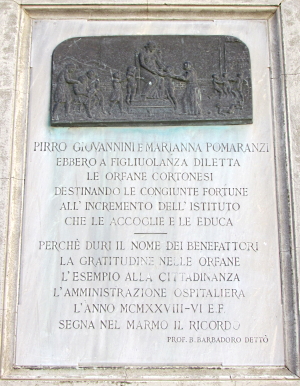 PIRRO GIOVANNINI E MARIANNA POMARANZI
EBBERO A FIGLIUOLANZA DILETTA
LE ORFANE CORTONESI
DESTINANDO LE CONGIUNTE FORTUNE
ALL'INCREMENTO DELL'ISTITUTO
CHE LE ACCOGLIE E LE EDUCA
PERCHÈ DURI IL NOME DEI BENEFATTORI
LA GRATITUDINE NELLE ORFANE
L'ESEMPIO ALLA CITTADINANZA
L'AMMINISTRAZIONE OSPITALIERA
L'ANNO MCMXXVIII-VI E.F.
SEGNA NEL MARMO IL RICORDO
PROF. B. BARBADORO DETTÒ